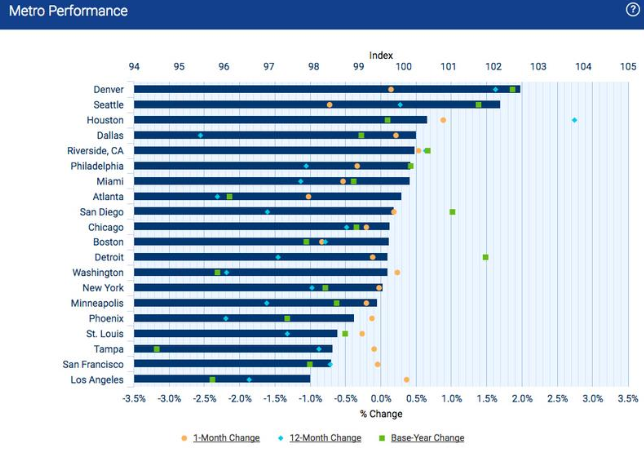 Metro Performance
?
Index
94 95 96 97 98 99 100 101 102 103 104 105
Denver
Seattle
Houston
Dallas
Riverside, CA
Philadelphia
Miami
Atlanta
San Diego
Chicago
Boston
Detroit
Washington
New York
Minneapolis
Phoenix
St. Louis
Tampa
San Francisco
Los Angeles
-3.5% -3.0% -2.5% -2.0% -1.5% -1.0% -0.5% 0.0% 0.5% 1.0% 1.5% 2.0% 2.5% 3.0% 3.5%
% Change
1-Month Change 12-Month Change Base-Year Change